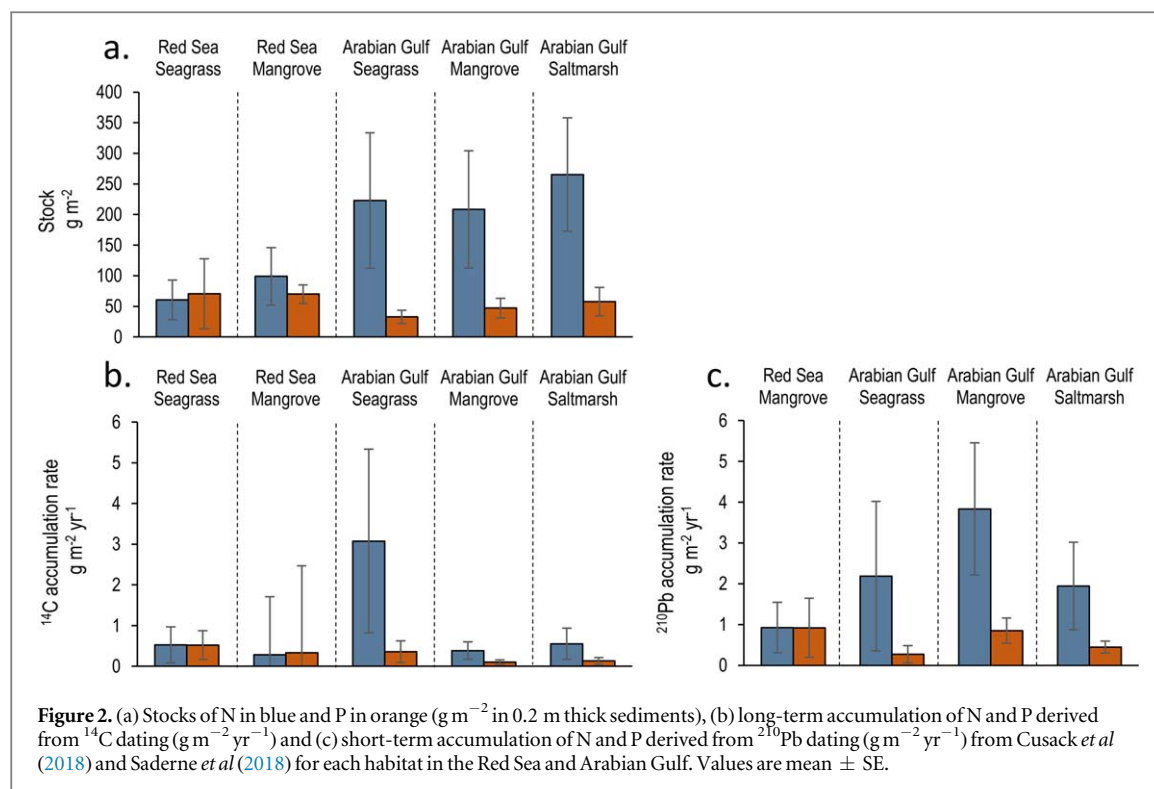 a.
Red Sea Seagrass
Red Sea Mangrove
Arabian Gulf Seagrass
Arabian Gulf Mangrove
Arabian Gulf Saltmarsh
Stock
g m⁻²
400
350
300
250
200
150
100
50
0
b.
Red Sea Seagrass
Red Sea Mangrove
Arabian Gulf Seagrass
Arabian Gulf Mangrove
Arabian Gulf Saltmarsh
¹⁴C accumulation rate
g m⁻² yr⁻¹
6
5
4
3
2
1
0
c.
Red Sea Mangrove
Arabian Gulf Seagrass
Arabian Gulf Mangrove
Arabian Gulf Saltmarsh
²¹⁰Pb accumulation rate
g m⁻² yr⁻¹
6
5
4
3
2
1
0
Figure 2. (a) Stocks of N in blue and P in orange (g m⁻² in 0.2 m thick sediments), (b) long-term accumulation of N and P derived
from ¹⁴C dating (g m⁻² yr⁻¹) and (c) short-term accumulation of N and P derived from ²¹⁰Pb dating (g m⁻² yr⁻¹) from Cusack et al
(2018) and Saderne et al (2018) for each habitat in the Red Sea and Arabian Gulf. Values are mean ± SE.